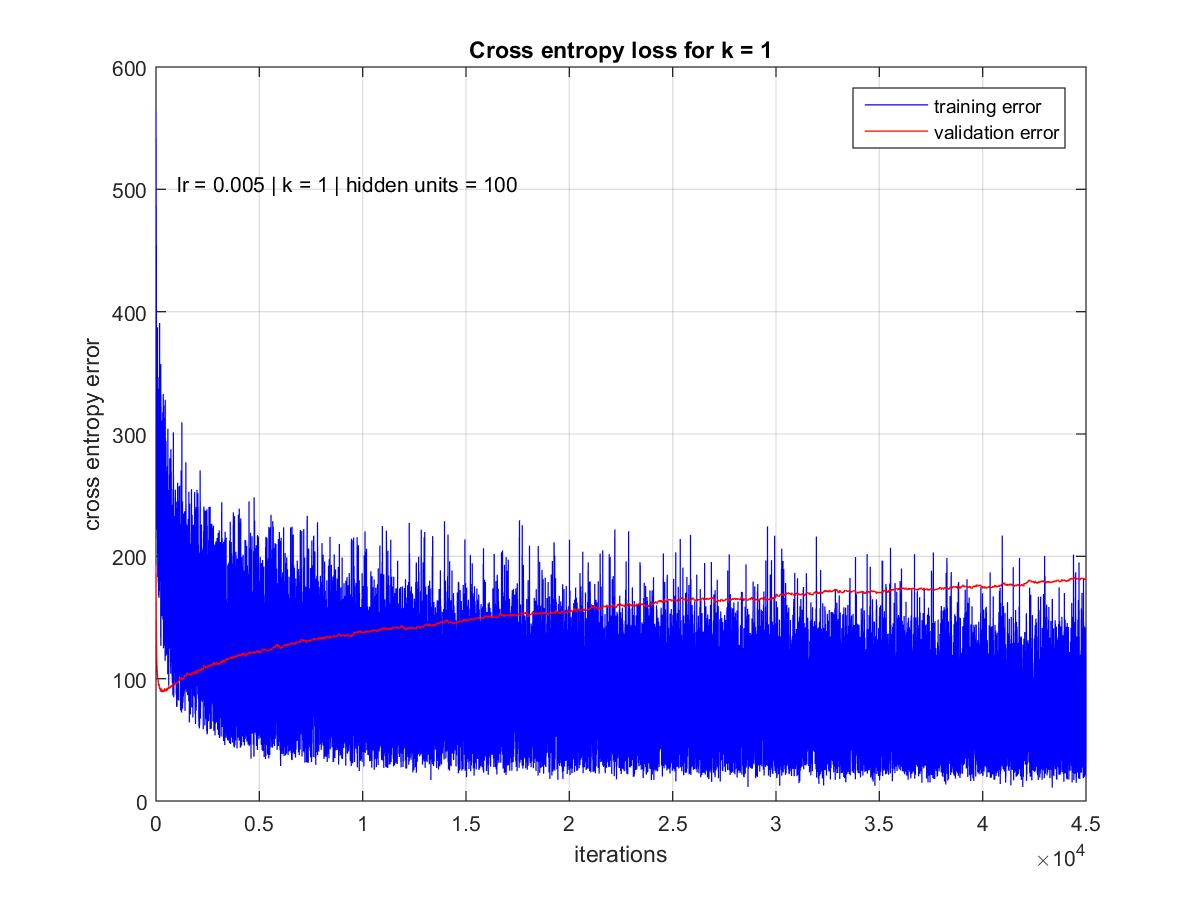 Cross entropy loss for k = 1
600
500
400
300
200
100
0
cross entropy error
lr = 0.005 | k = 1 | hidden units = 100
training error
validation error
0 0.5 1 1.5 2 2.5 3 3.5 4 4.5
iterations
×10⁴